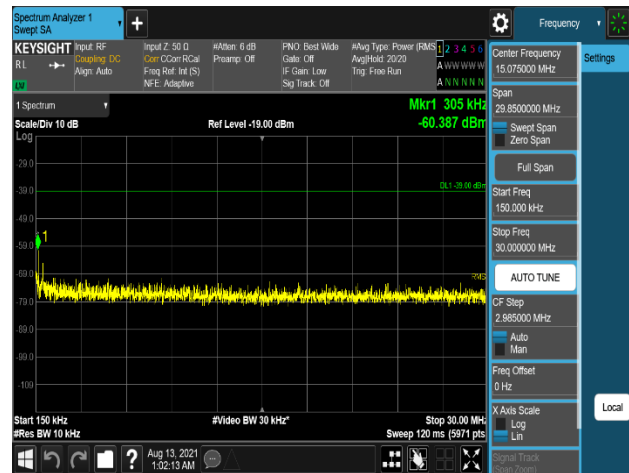 Spectrum Analyzer 1
Swept SA
Frequency
KEYSIGHT
RL
Input: RF
Coupling: DC
Align: Auto
Input Z: 50 Ω
Corr CCorr RCal
Freq Ref: Int (S)
NFE: Adaptive
#Atten: 6 dB
Preamp: Off
PNO: Best Wide
Gate: Off
IF Gain: Low
Sig Track: Off
#Avg Type: Power (RMS
Avg|Hold: 20/20
Trig: Free Run
1 2 3 4 5 6
A W W W W W
A N N N N N
1 Spectrum
Mkr1 305 kHz
Scale/Div 10 dB
Ref Level -19.00 dBm
-60.387 dBm
Log
-29.0
DL1 -39.00 dBm
-39.0
-49.0
1
-59.0
-69.0
RMS
-79.0
-89.0
-99.0
-109
Start 150 kHz
#Video BW 30 kHz*
Stop 30.00 MHz
#Res BW 10 kHz
Sweep 120 ms (5971 pts
Aug 13, 2021
1:02:13 AM
Center Frequency
15.075000 MHz
Settings
Span
29.8500000 MHz
Swept Span
Zero Span
Full Span
Start Freq
150.000 kHz
Stop Freq
30.000000 MHz
AUTO TUNE
CF Step
2.985000 MHz
Auto
Man
Freq Offset
0 Hz
X Axis Scale
Log
Lin
Local
Signal Track
(Span Zoom)